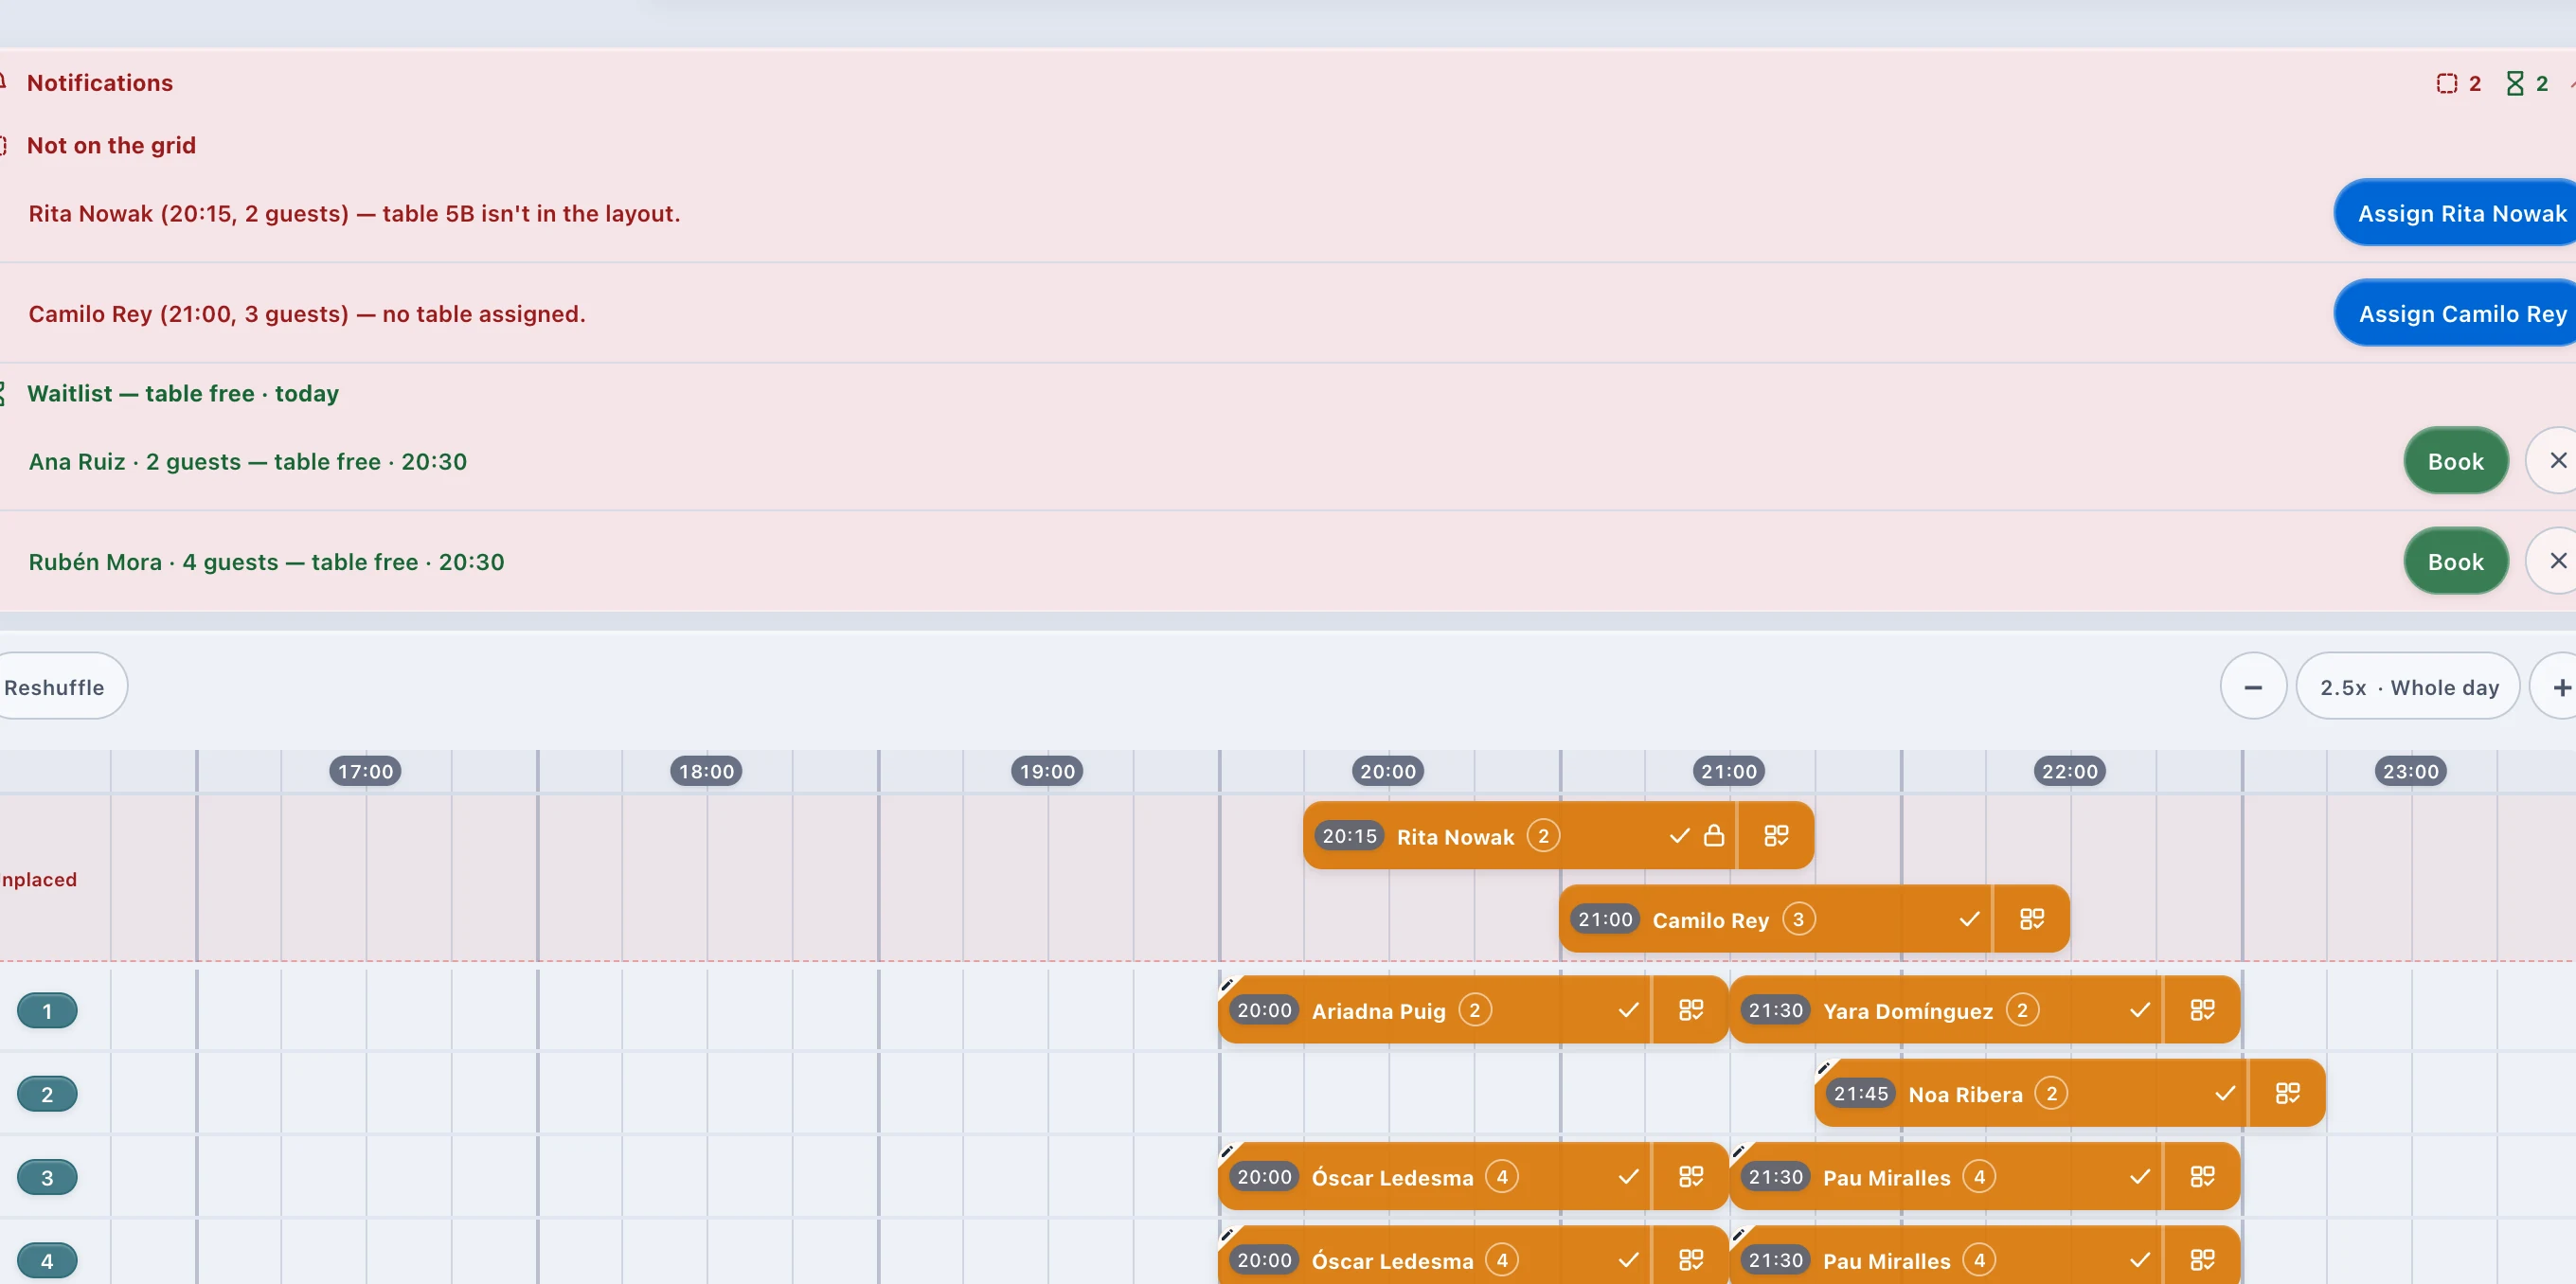 Notifications 2 2
Not on the grid
Rita Nowak (20:15, 2 guests) — table 5B isn't in the layout. Assign Rita Nowak
Camilo Rey (21:00, 3 guests) — no table assigned. Assign Camilo Rey
Waitlist — table free · today
Ana Ruiz · 2 guests — table free · 20:30 Book
Rubén Mora · 4 guests — table free · 20:30 Book
Reshuffle − 2.5x · Whole day +
17:00 18:00 19:00 20:00 21:00 22:00 23:00
20:15 Rita Nowak 2
nplaced
21:00 Camilo Rey 3
1 20:00 Ariadna Puig 2 21:30 Yara Domínguez 2
2 21:45 Noa Ribera 2
3 20:00 Óscar Ledesma 4 21:30 Pau Miralles 4
4 20:00 Óscar Ledesma 4 21:30 Pau Miralles 4